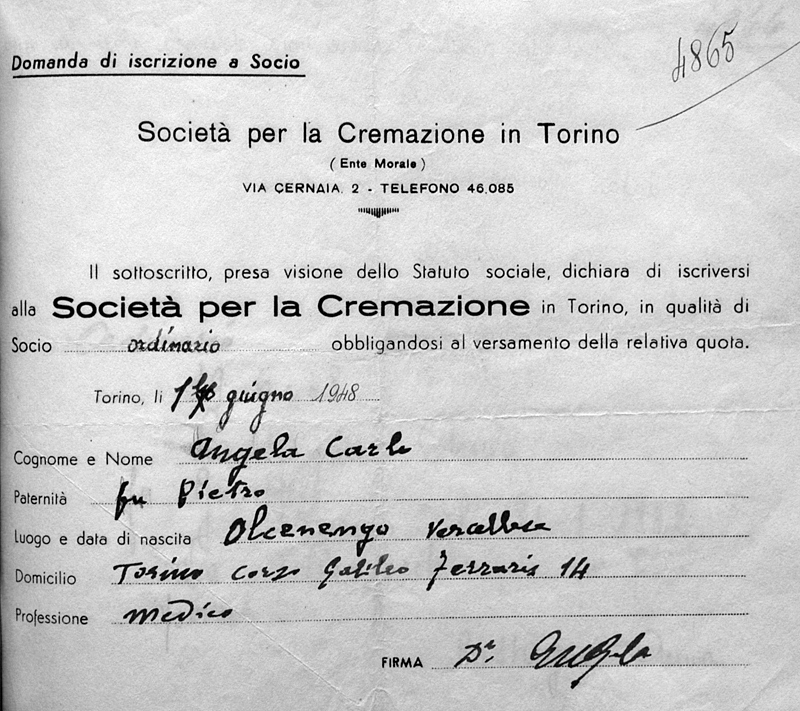 Domanda di iscrizione a Socio
4865
Società per la Cremazione in Torino
(Ente Morale)
VIA CERNAIA, 2 - TELEFONO 46.085
Il sottoscritto, presa visione dello Statuto sociale, dichiara di iscriversi
alla Società per la Cremazione in Torino, in qualità di
Socio ordinario obbligandosi al versamento della relativa quota.
Torino, li giugno 1948
Cognome e Nome Angela Carlo
Paternità fu Pietro
Luogo e data di nascita Olcenengo Vercellese
Domicilio Torino Corso Galileo Ferraris 14
Professione Medico
FIRMA Dr. Angela